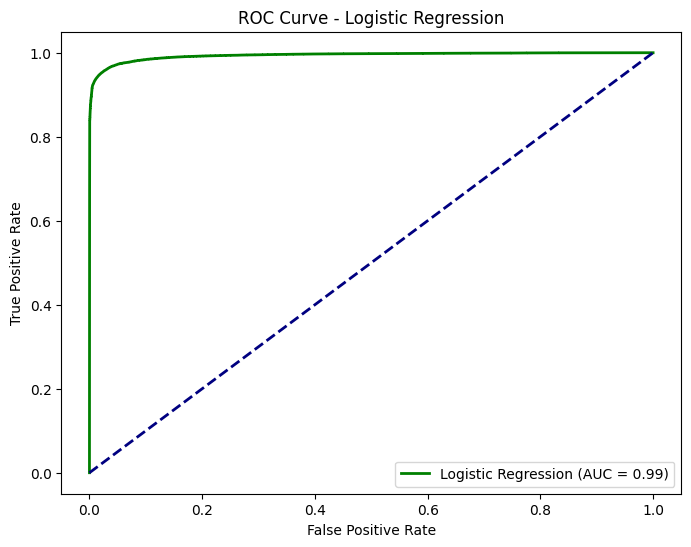 ROC Curve - Logistic Regression
True Positive Rate
1.0
0.8
0.6
0.4
0.2
0.0
Logistic Regression (AUC = 0.99)
0.0 0.2 0.4 0.6 0.8 1.0
False Positive Rate